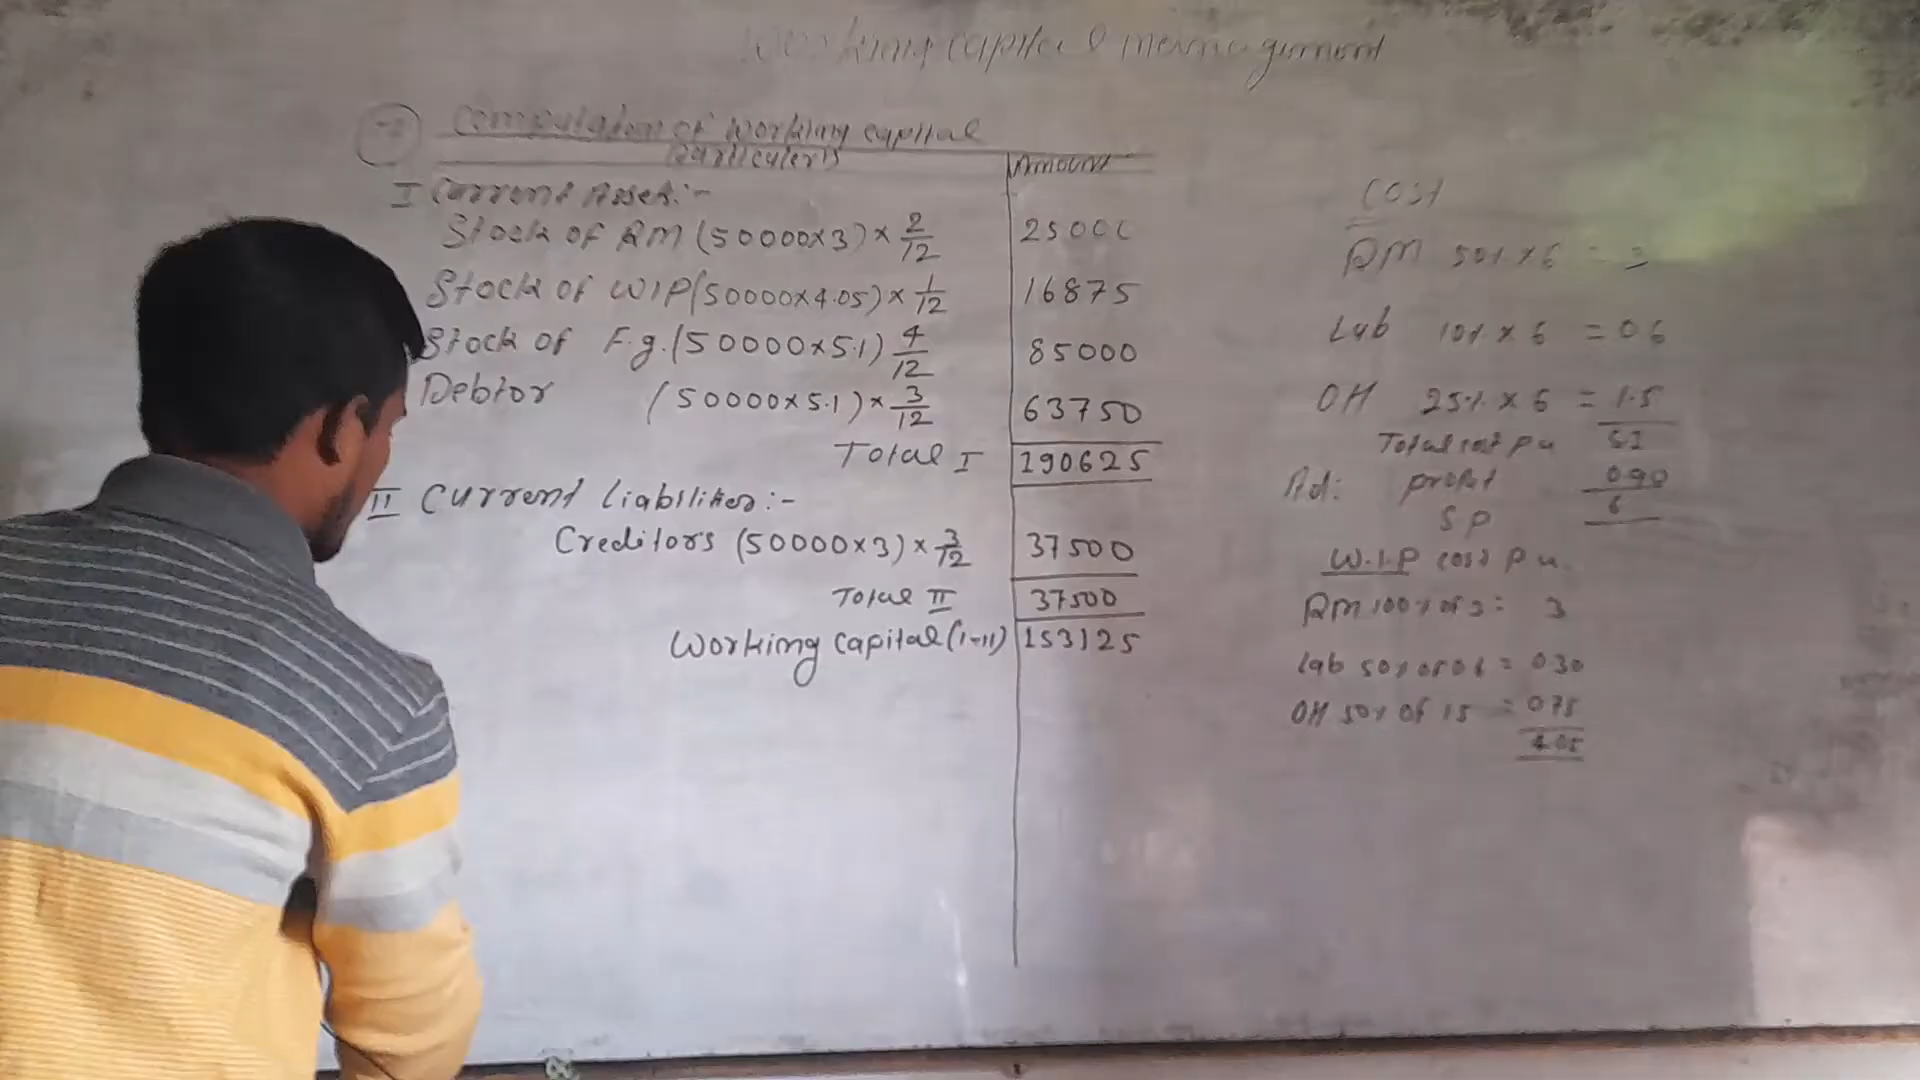 Working capital management
Computation of working capital
Particulers
Amount
I Current Asset:-
Stock of RM (50000×3) × 2/12 25000
Stock of WIP (50000×4.05) × 1/12 16875
Stock of F.g. (50000×5.1) 4/12 85000
Debtor (50000×5.1) × 3/12 63750
Total I 190625
II Current Liabilities:-
Creditors (50000×3) × 3/12 37500
Total II 37500
Working capital (I-II) 153125
Cost
RM 50% × 6 = 3
Lab 10% × 6 = 0.6
OH 25% × 6 = 1.5
Total cost pu 5.1
Ad: profit 0.90
SP 6
W.I.P cost p u.
RM 100% of 3 = 3
Lab 50% of 0.6 = 0.30
OH 50% of 1.5 = 0.75
4.05